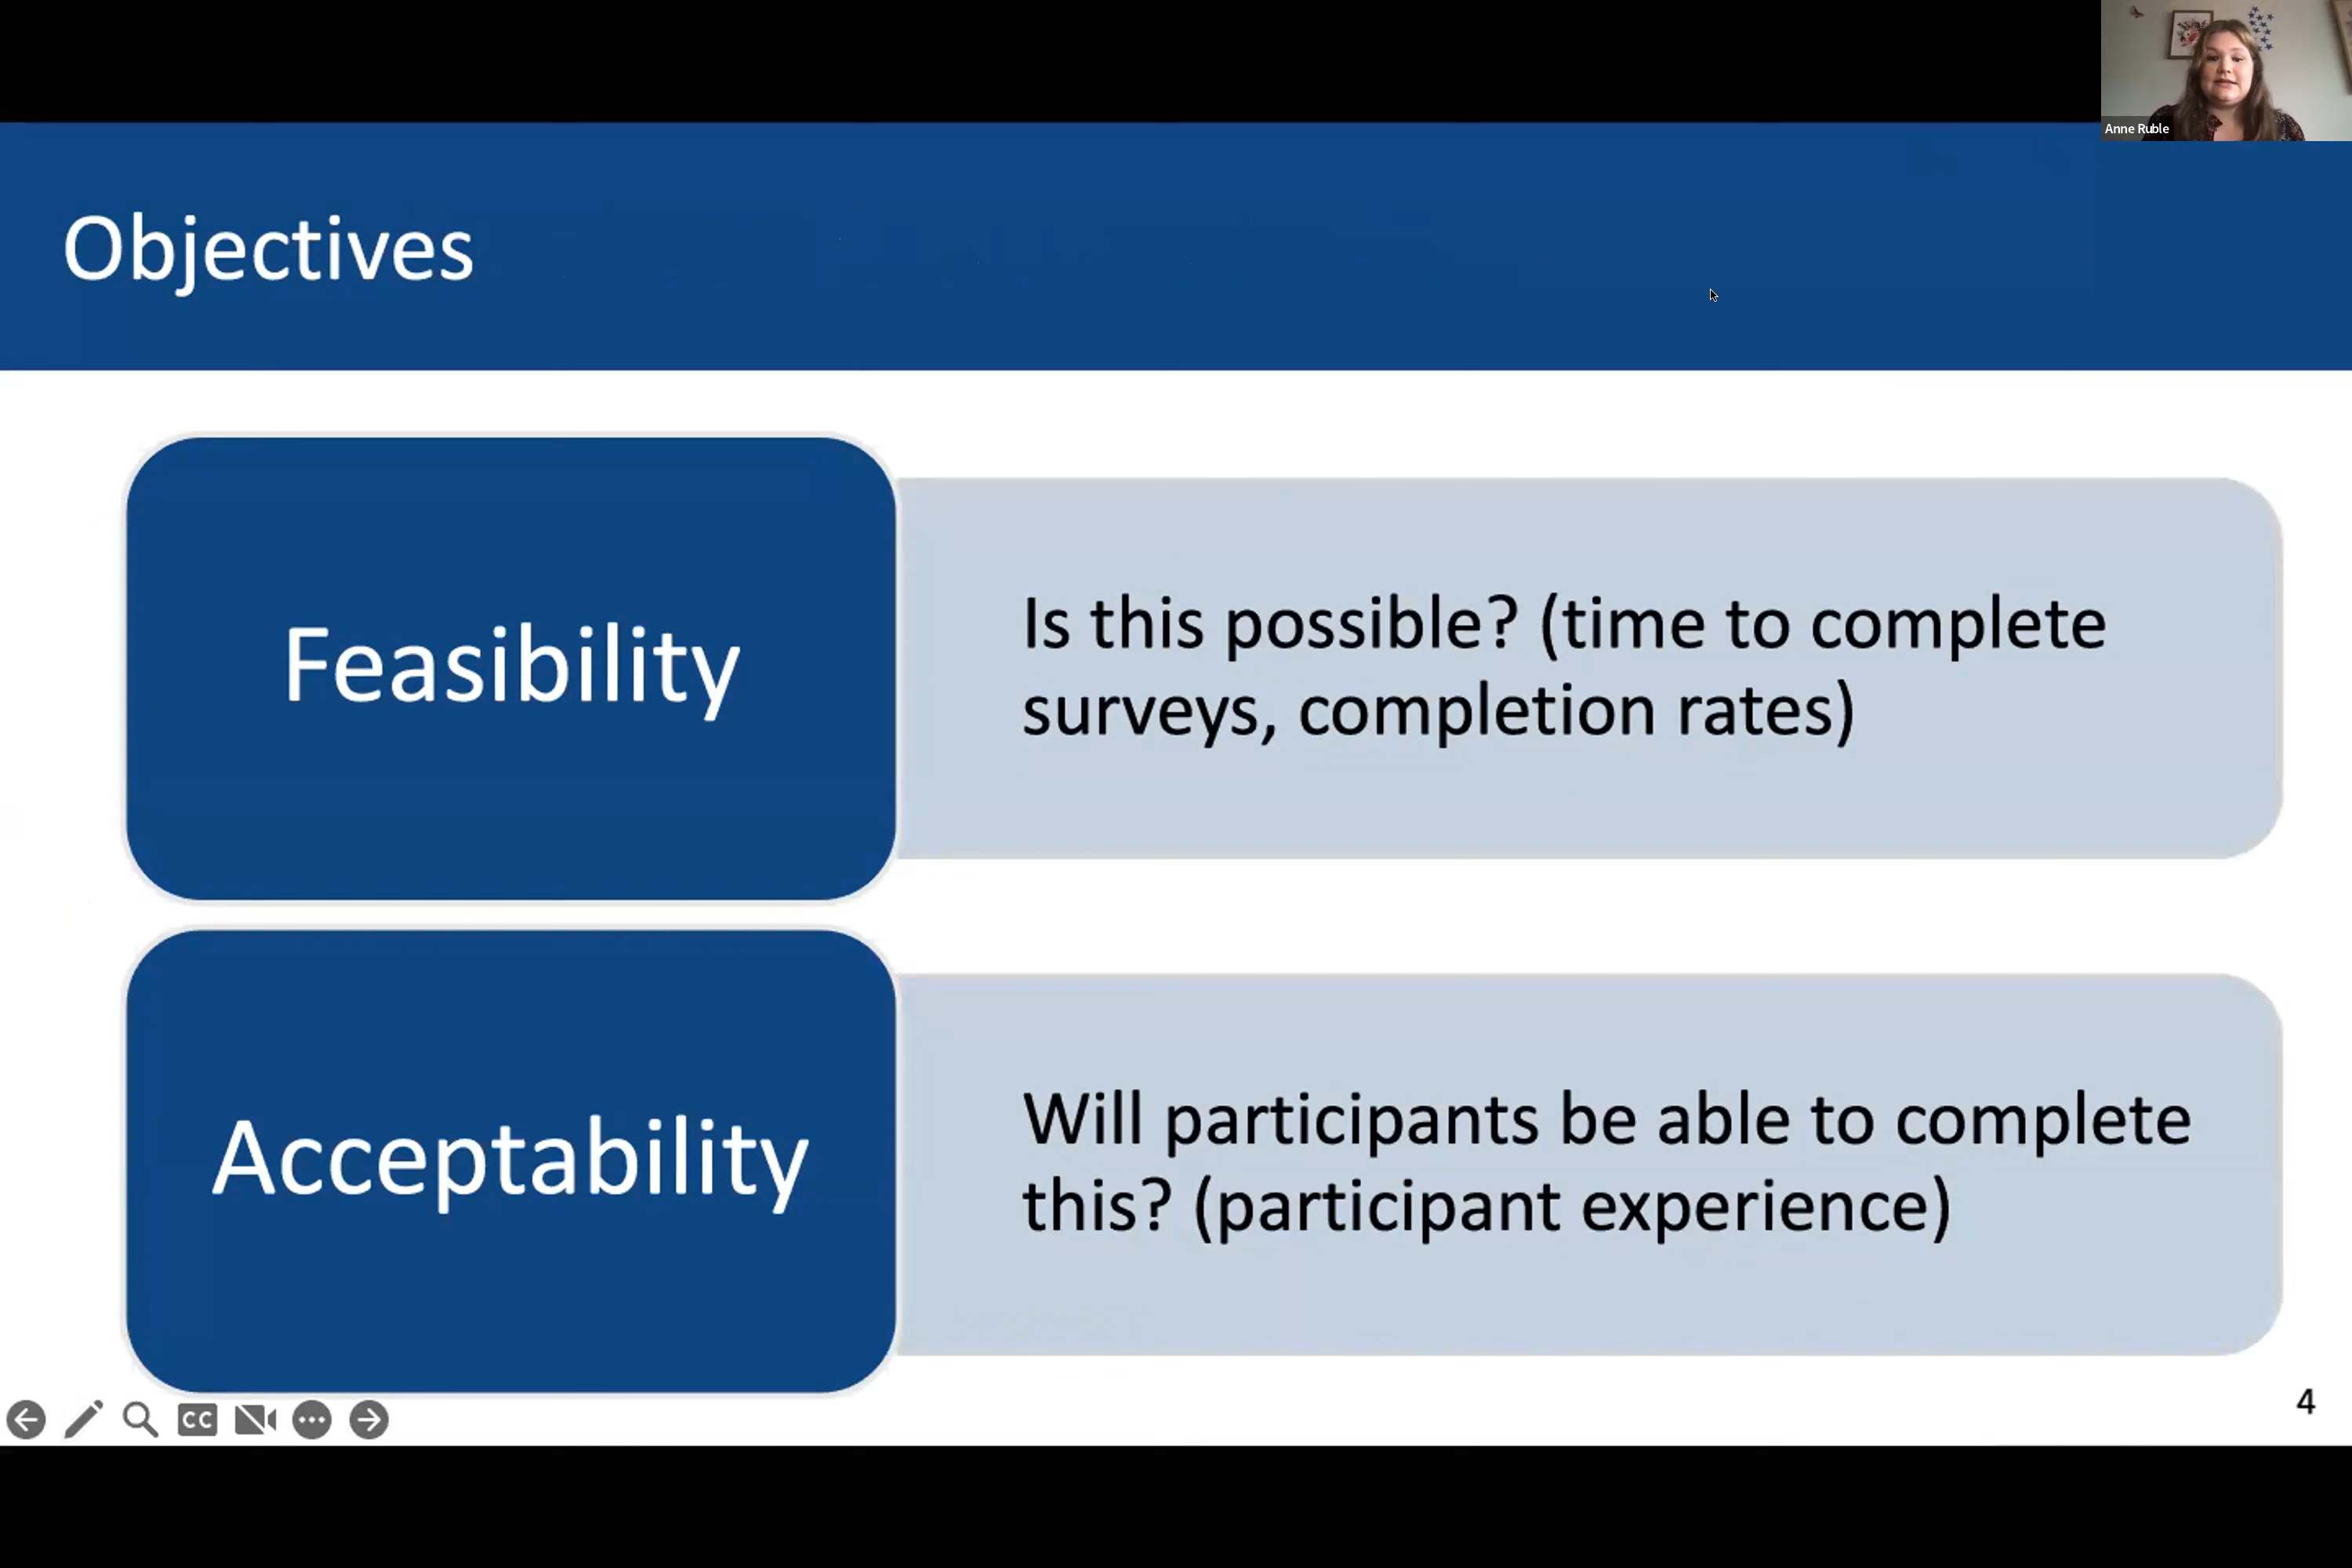 Anne Ruble
Objectives
Feasibility
Is this possible? (time to complete
surveys, completion rates)
Acceptability
Will participants be able to complete
this? (participant experience)
CC
4